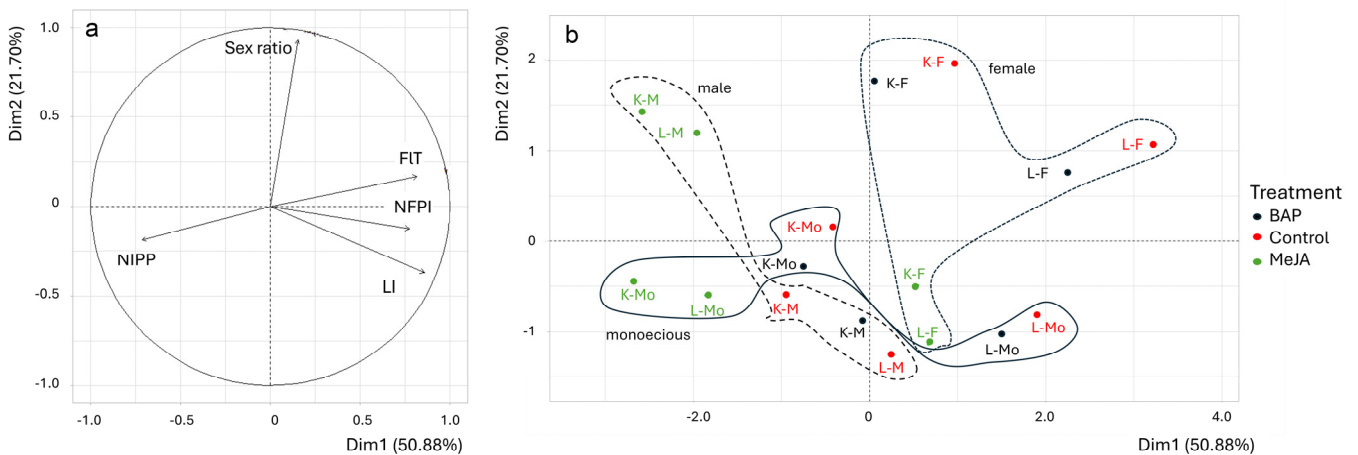 a
Dim2 (21.70%)
1.0
0.5
0
-0.5
-1.0
Sex ratio
FlT
NFPI
NIPP
LI
-1.0
-0.5
0
0.5
1.0
Dim1 (50.88%)
b
Dim2 (21.70%)
2
1
0
-1
male
K-M
L-M
K-F
K-F
female
L-F
L-F
K-Mo
K-Mo
K-Mo
L-Mo
K-M
K-F
K-M
L-F
L-M
L-Mo
L-Mo
monoecious
-2.0
0
2.0
4.0
Dim1 (50.88%)
Treatment
BAP
Control
MeJA